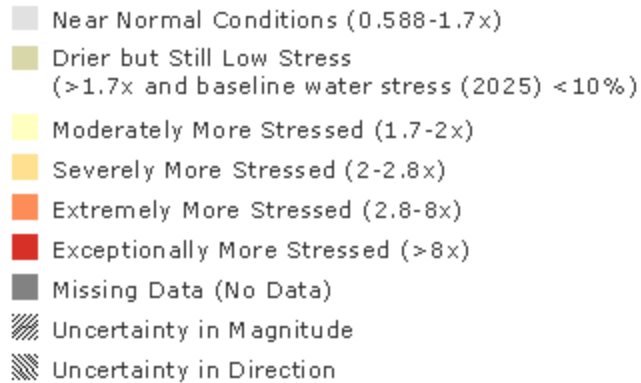 Near Normal Conditions (0.588-1.7x)
Drier but Still Low Stress
(>1.7x and baseline water stress (2025) <10%)
Moderately More Stressed (1.7-2x)
Severely More Stressed (2-2.8x)
Extremely More Stressed (2.8-8x)
Exceptionally More Stressed (>8x)
Missing Data (No Data)
Uncertainty in Magnitude
Uncertainty in Direction